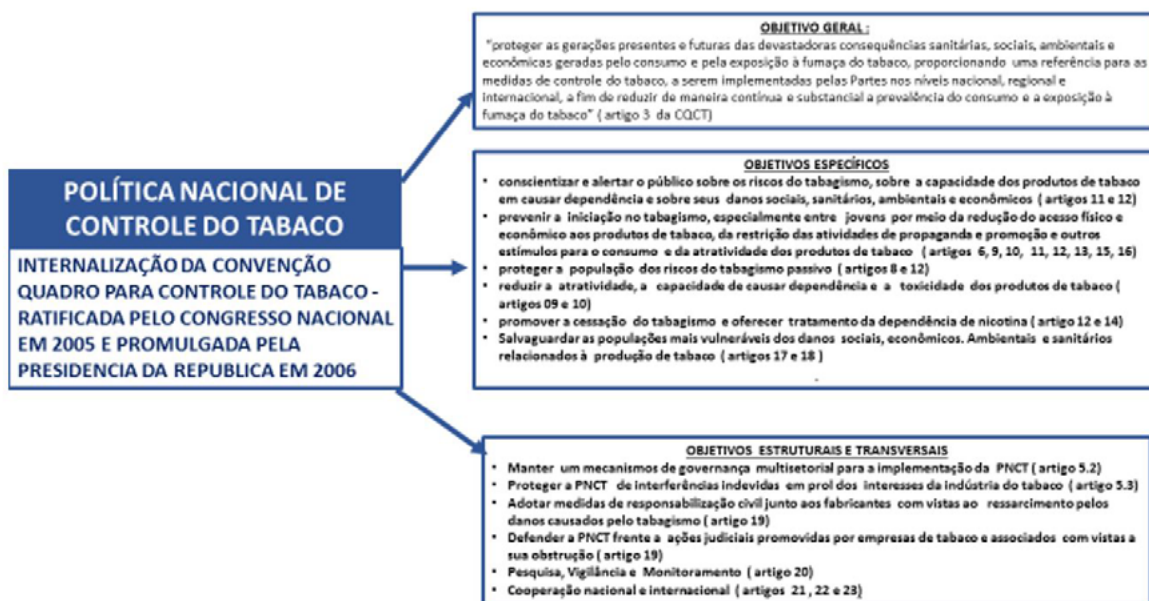 POLÍTICA NACIONAL DE
CONTROLE DO TABACO
INTERNALIZAÇÃO DA CONVENÇÃO
QUADRO PARA CONTROLE DO TABACO -
RATIFICADA PELO CONGRESSO NACIONAL
EM 2005 E PROMULGADA PELA
PRESIDENCIA DA REPUBLICA EM 2006
OBJETIVO GERAL :
"proteger as gerações presentes e futuras das devastadoras consequências sanitárias, sociais, ambientais e
econômicas geradas pelo consumo e pela exposição à fumaça do tabaco, proporcionando uma referência para as
medidas de controle do tabaco, a serem implementadas pelas Partes nos níveis nacional, regional e
internacional, a fim de reduzir de maneira contínua e substancial a prevalência do consumo e a exposição à
fumaça do tabaco" ( artigo 3 da CQCT)
OBJETIVOS ESPECÍFICOS
• conscientizar e alertar o público sobre os riscos do tabagismo, sobre a capacidade dos produtos de tabaco
em causar dependência e sobre seus danos sociais, sanitários, ambientais e econômicos ( artigos 11 e 12)
• prevenir a iniciação no tabagismo, especialmente entre jovens por meio da redução do acesso físico e
econômico aos produtos de tabaco, da restrição das atividades de propaganda e promoção e outros
estímulos para o consumo e da atratividade dos produtos de tabaco ( artigos 6, 9, 10, 11, 12, 13, 15, 16)
• proteger a população dos riscos do tabagismo passivo ( artigos 8 e 12)
• reduzir a atratividade, a capacidade de causar dependência e a toxicidade dos produtos de tabaco (
artigos 09 e 10)
• promover a cessação do tabagismo e oferecer tratamento da dependência de nicotina ( artigo 12 e 14)
• Salvaguardar as populações mais vulneráveis dos danos sociais, econômicos. Ambientais e sanitários
relacionados à produção de tabaco ( artigos 17 e 18 )
.
OBJETIVOS ESTRUTURAIS E TRANSVERSAIS
• Manter um mecanismos de governança multisetorial para a implementação da PNCT ( artigo 5.2)
• Proteger a PNCT de interferências indevidas em prol dos interesses da indústria do tabaco ( artigo 5.3)
• Adotar medidas de responsabilização civil junto aos fabricantes com vistas ao ressarcimento pelos
danos causados pelo tabagismo ( artigo 19)
• Defender a PNCT frente a ações judiciais promovidas por empresas de tabaco e associados com vistas a
sua obstrução ( artigo 19)
• Pesquisa, Vigilância e Monitoramento ( artigo 20)
• Cooperação nacional e internacional ( artigos 21 , 22 e 23)